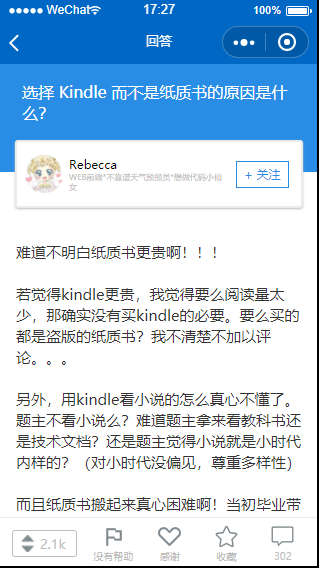 WeChat
17:27
100%
回答
选择 Kindle 而不是纸质书的原因是什
么?
Rebecca
WEB前端*不靠谱天气预报员*想做代码小仙
女
+ 关注
难道不明白纸质书更贵啊！！！
若觉得kindle更贵，我觉得要么阅读量太
少，那确实没有买kindle的必要。要么买的
都是盗版的纸质书？我不清楚不加以评
论。。。
另外，用kindle看小说的怎么真心不懂了。
题主不看小说么？难道题主拿来看教科书还
是技术文档？还是题主觉得小说就是小时代
内样的？（对小时代没偏见，尊重多样性）
而且纸质书搬起来真心困难啊！当初毕业带
2.1k
没有帮助
感谢
收藏
302